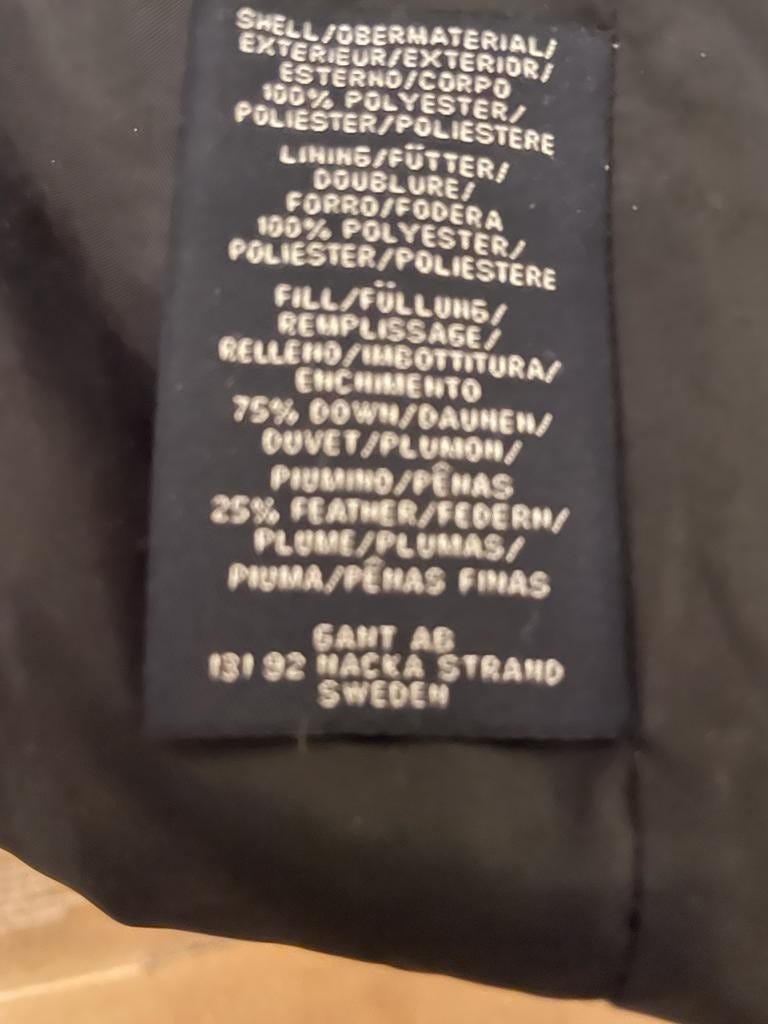 SHELL/OBERMATERIAL/
EXTERIEUR/EXTERIOR/
ESTERNO/CORPO
100% POLYESTER/
POLIESTER/POLIESTERE
LINING/FÜTTER/
DOUBLURE/
FORRO/FODERA
100% POLYESTER/
POLIESTER/POLIESTERE
FILL/FÜLLUNG/
REMPLISSAGE/
RELLENO/IMBOTTITURA/
ENCHIMENTO
75% DOWN/DAUNEN/
DUVET/PLUMON/
PIUMINO/PÊNAS
25% FEATHER/FEDERN/
PLUME/PLUMAS/
PIUMA/PÊNAS FINAS
GANT AB
131 92 NACKA STRAND
SWEDEN